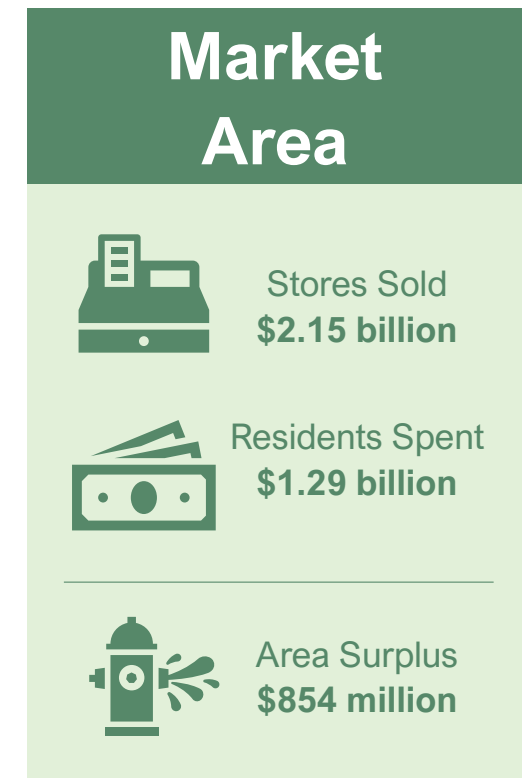 Market
Area
Stores Sold
$2.15 billion
Residents Spent
$1.29 billion
Area Surplus
$854 million